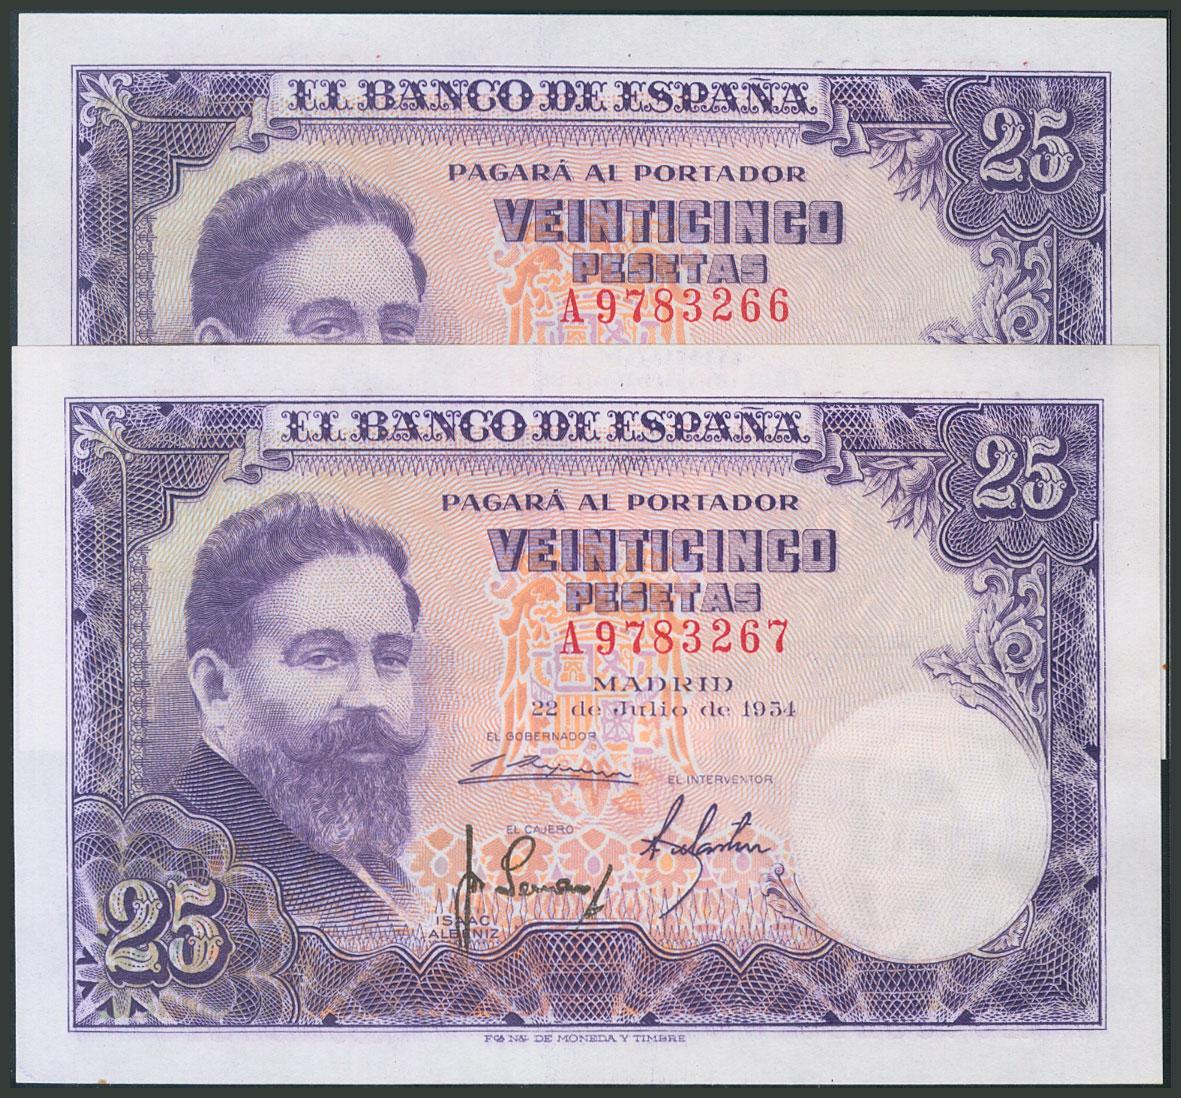 EL BANCO DE ESPAÑA
25
PAGARÁ AL PORTADOR
VEINTICINCO
PESETAS
A9783266
EL BANCO DE ESPAÑA
25
PAGARÁ AL PORTADOR
VEINTICINCO
PESETAS
A9783267
MADRID
22 de Julio de 1954
EL GOBERNADOR
EL INTERVENTOR
EL CAJERO
ISAAC
ALBENIZ
25
FCA NAL DE MONEDA Y TIMBRE